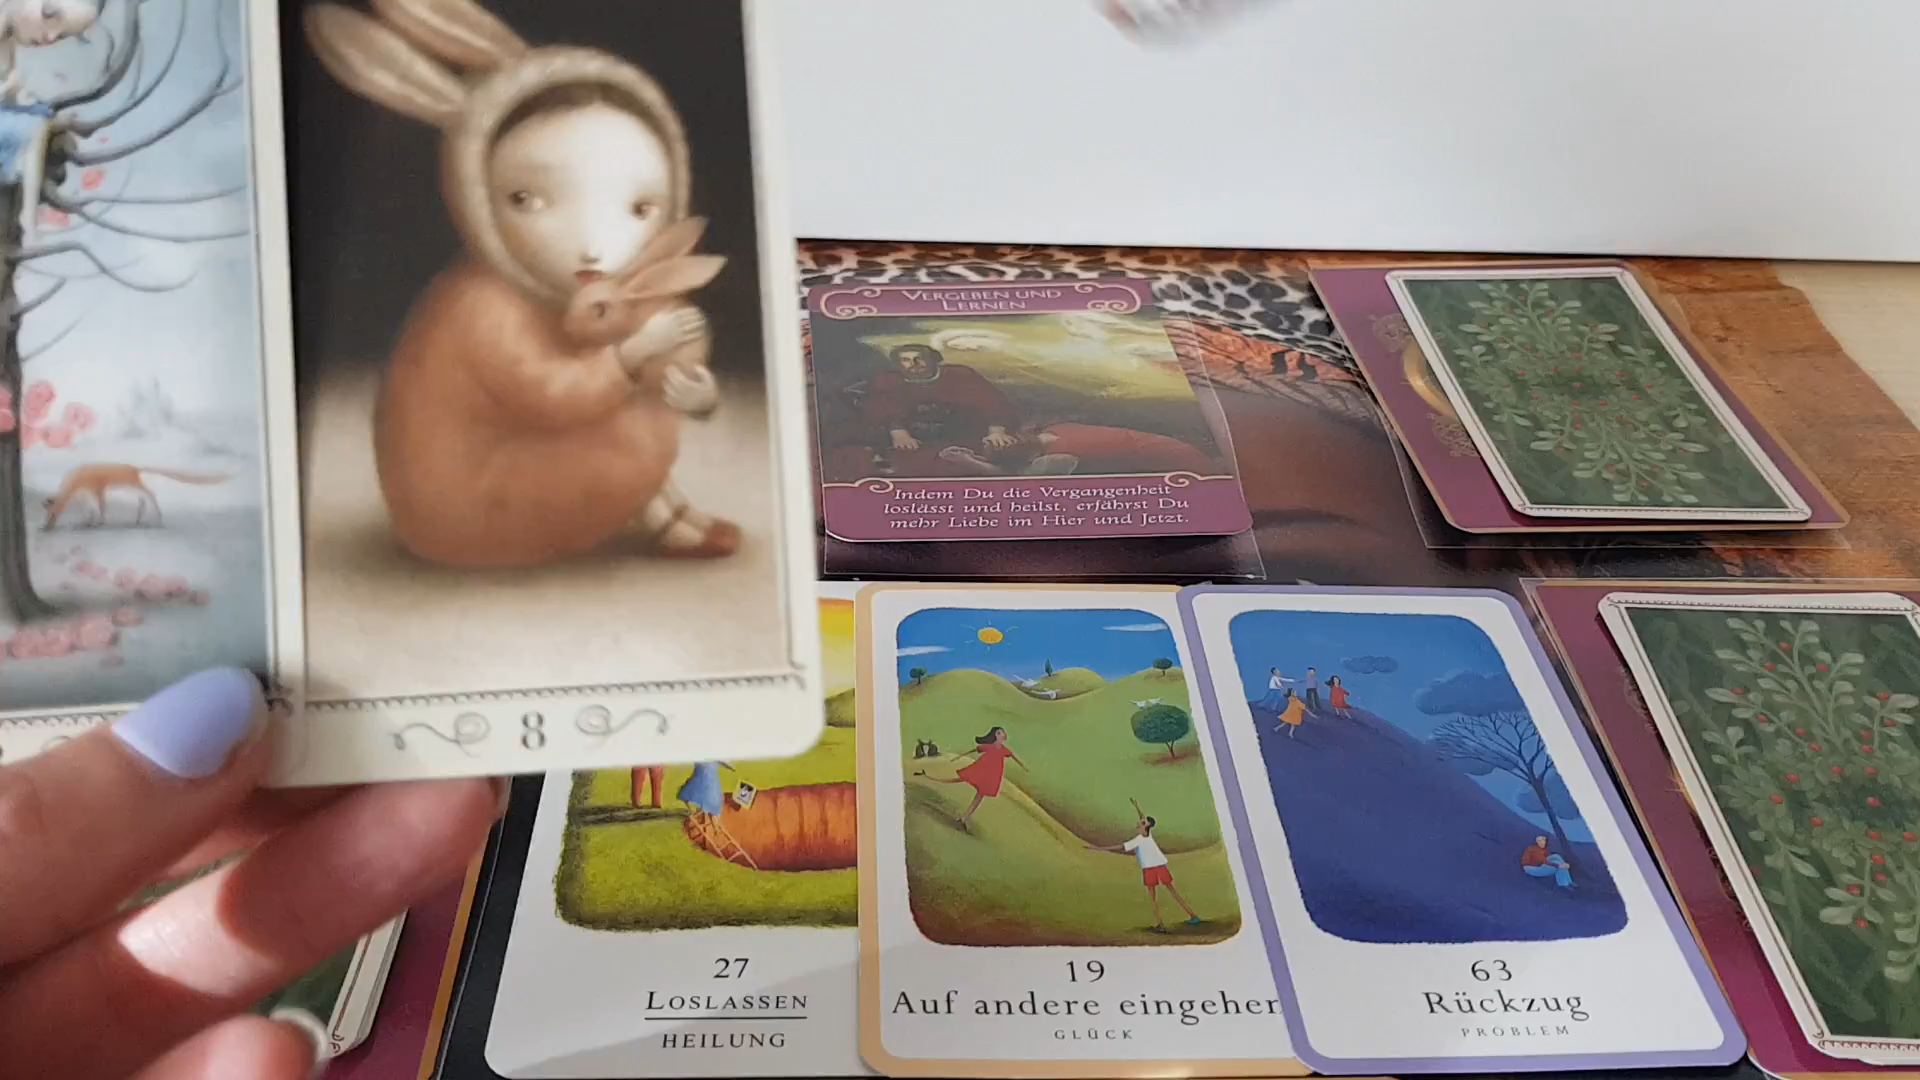 VERGEBEN UND
LERNEN
Indem Du die Vergangenheit
loslässt und heilst, erfährst Du
mehr Liebe im Hier und Jetzt.
8
27
LOSLASSEN
HEILUNG
19
Auf andere eingehen
GLÜCK
63
Rückzug
PROBLEM